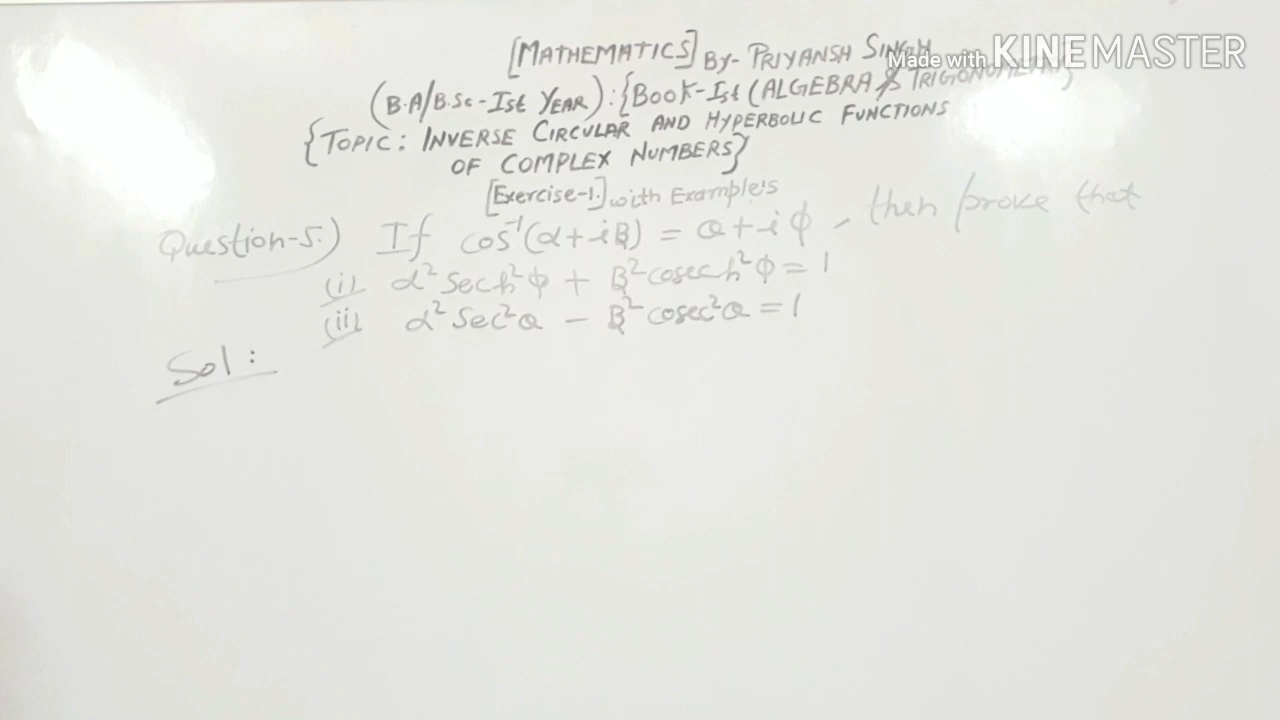 [MATHEMATICS] By- PRIYANSH SINGH
Made with KINEMASTER
(B.A/B.Sc - Ist YEAR) : {BOOK-Ist (ALGEBRA & TRIGONOMETRY)
{TOPIC : INVERSE CIRCULAR AND HYPERBOLIC FUNCTIONS
OF COMPLEX NUMBERS}
[Exercise-1.] with Examples
Question-5.) If cos⁻¹(α+iβ) = θ+iϕ, then prove that
(i) α² Sech²ϕ + β² cosech²ϕ = 1
(ii) α² Sec²θ - β² cosec²θ = 1
Sol :